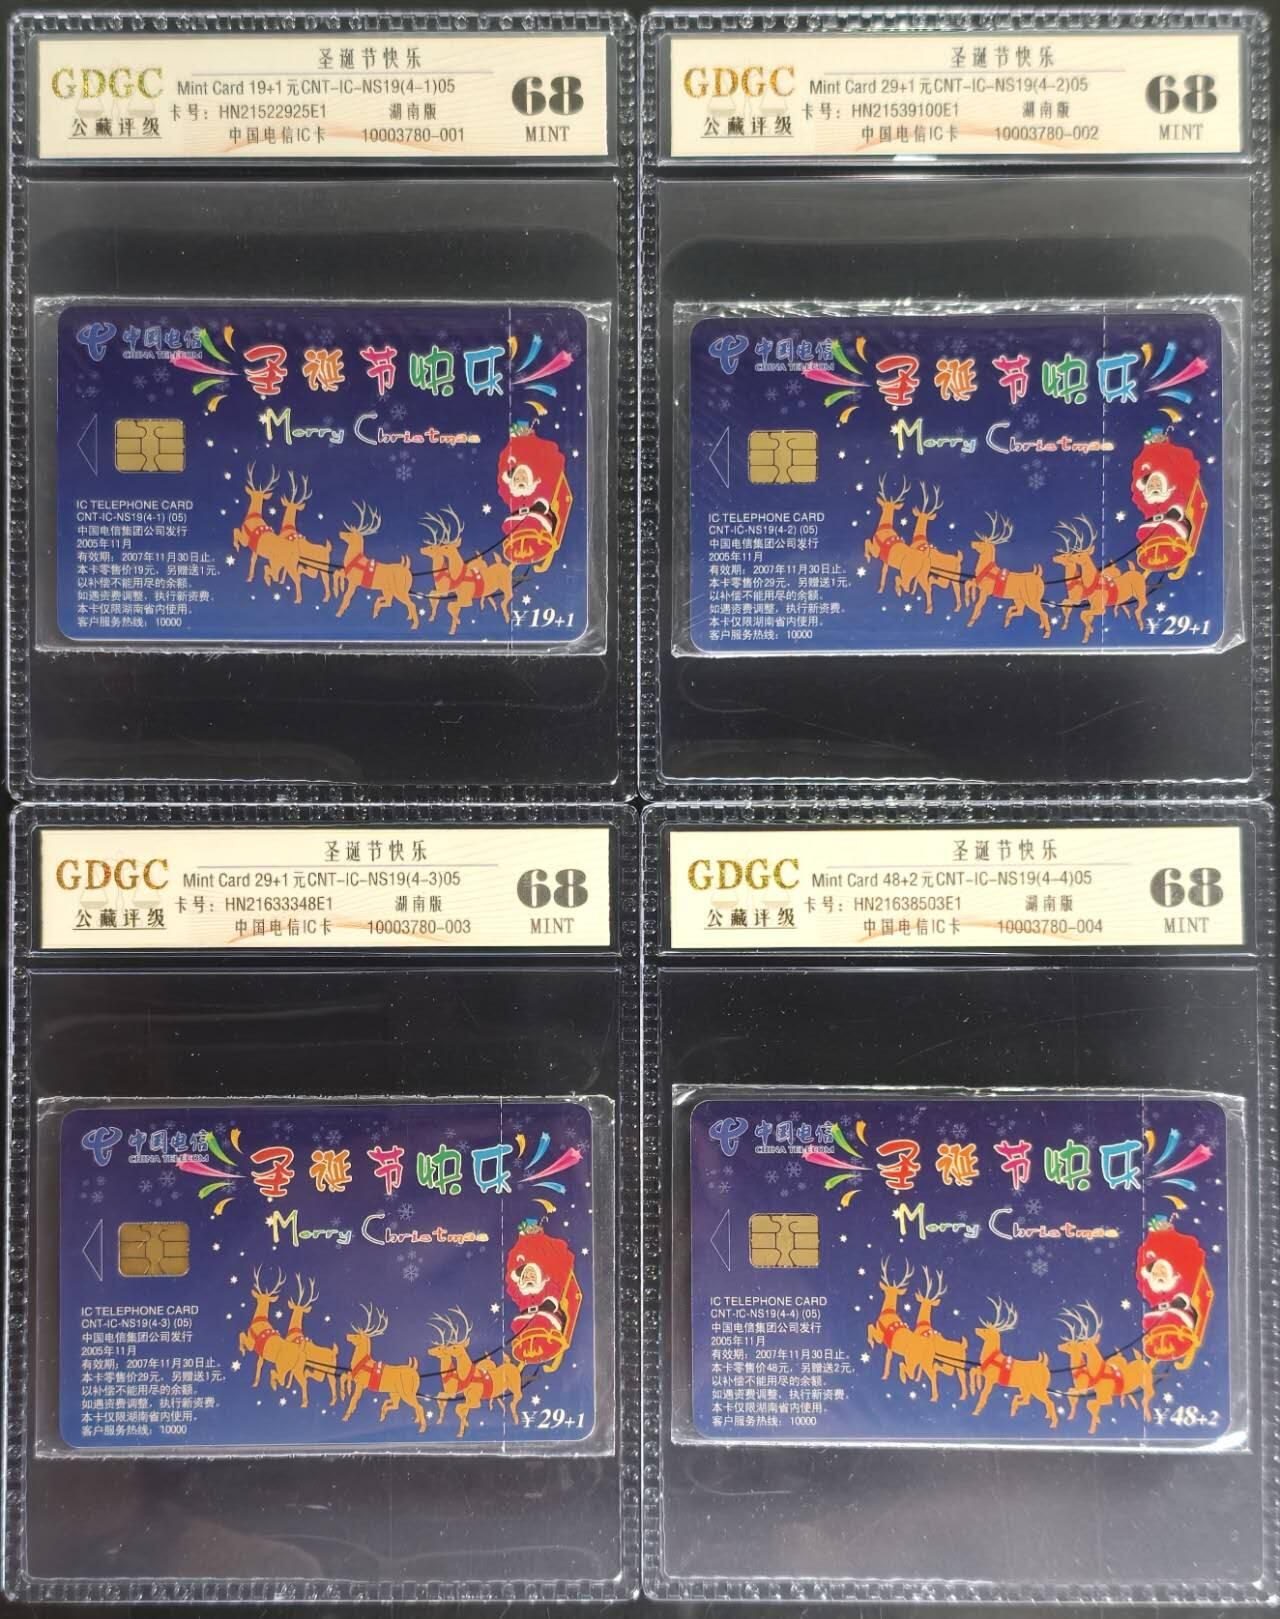 圣诞节快乐
GDGC Mint Card 19+1元CNT-IC-NS19(4-1)05 68
公藏评级 卡号：HN21522925E1 湖南版
中国电信IC卡 10003780-001 MINT
中国电信
CHINA TELECOM
圣诞节快乐
Merry Christmas
IC TELEPHONE CARD
CNT-IC-NS19(4-1) (05)
中国电信集团公司发行
2005年11月
有效期：2007年11月30日止。
本卡零售价19元，另赠送1元，
以补偿不能用尽的余额。
如遇资费调整，执行新资费。
本卡仅限湖南省内使用。
客户服务热线：10000
¥19+1
圣诞节快乐
GDGC Mint Card 29+1元CNT-IC-NS19(4-2)05 68
公藏评级 卡号：HN21539100E1 湖南版
中国电信IC卡 10003780-002 MINT
中国电信
CHINA TELECOM
圣诞节快乐
Merry Christmas
IC TELEPHONE CARD
CNT-IC-NS19(4-2) (05)
中国电信集团公司发行
2005年11月
有效期：2007年11月30日止。
本卡零售价29元，另赠送1元，
以补偿不能用尽的余额。
如遇资费调整，执行新资费。
本卡仅限湖南省内使用。
客户服务热线：10000
¥29+1
圣诞节快乐
GDGC Mint Card 29+1元CNT-IC-NS19(4-3)05 68
公藏评级 卡号：HN21633348E1 湖南版
中国电信IC卡 10003780-003 MINT
中国电信
CHINA TELECOM
圣诞节快乐
Merry Christmas
IC TELEPHONE CARD
CNT-IC-NS19(4-3) (05)
中国电信集团公司发行
2005年11月
有效期：2007年11月30日止。
本卡零售价29元，另赠送1元，
以补偿不能用尽的余额。
如遇资费调整，执行新资费。
本卡仅限湖南省内使用。
客户服务热线：10000
¥29+1
圣诞节快乐
GDGC Mint Card 48+2元CNT-IC-NS19(4-4)05 68
公藏评级 卡号：HN21638503E1 湖南版
中国电信IC卡 10003780-004 MINT
中国电信
CHINA TELECOM
圣诞节快乐
Merry Christmas
IC TELEPHONE CARD
CNT-IC-NS19(4-4) (05)
中国电信集团公司发行
2005年11月
有效期：2007年11月30日止。
本卡零售价48元，另赠送2元，
以补偿不能用尽的余额。
如遇资费调整，执行新资费。
本卡仅限湖南省内使用。
客户服务热线：10000
¥48+2